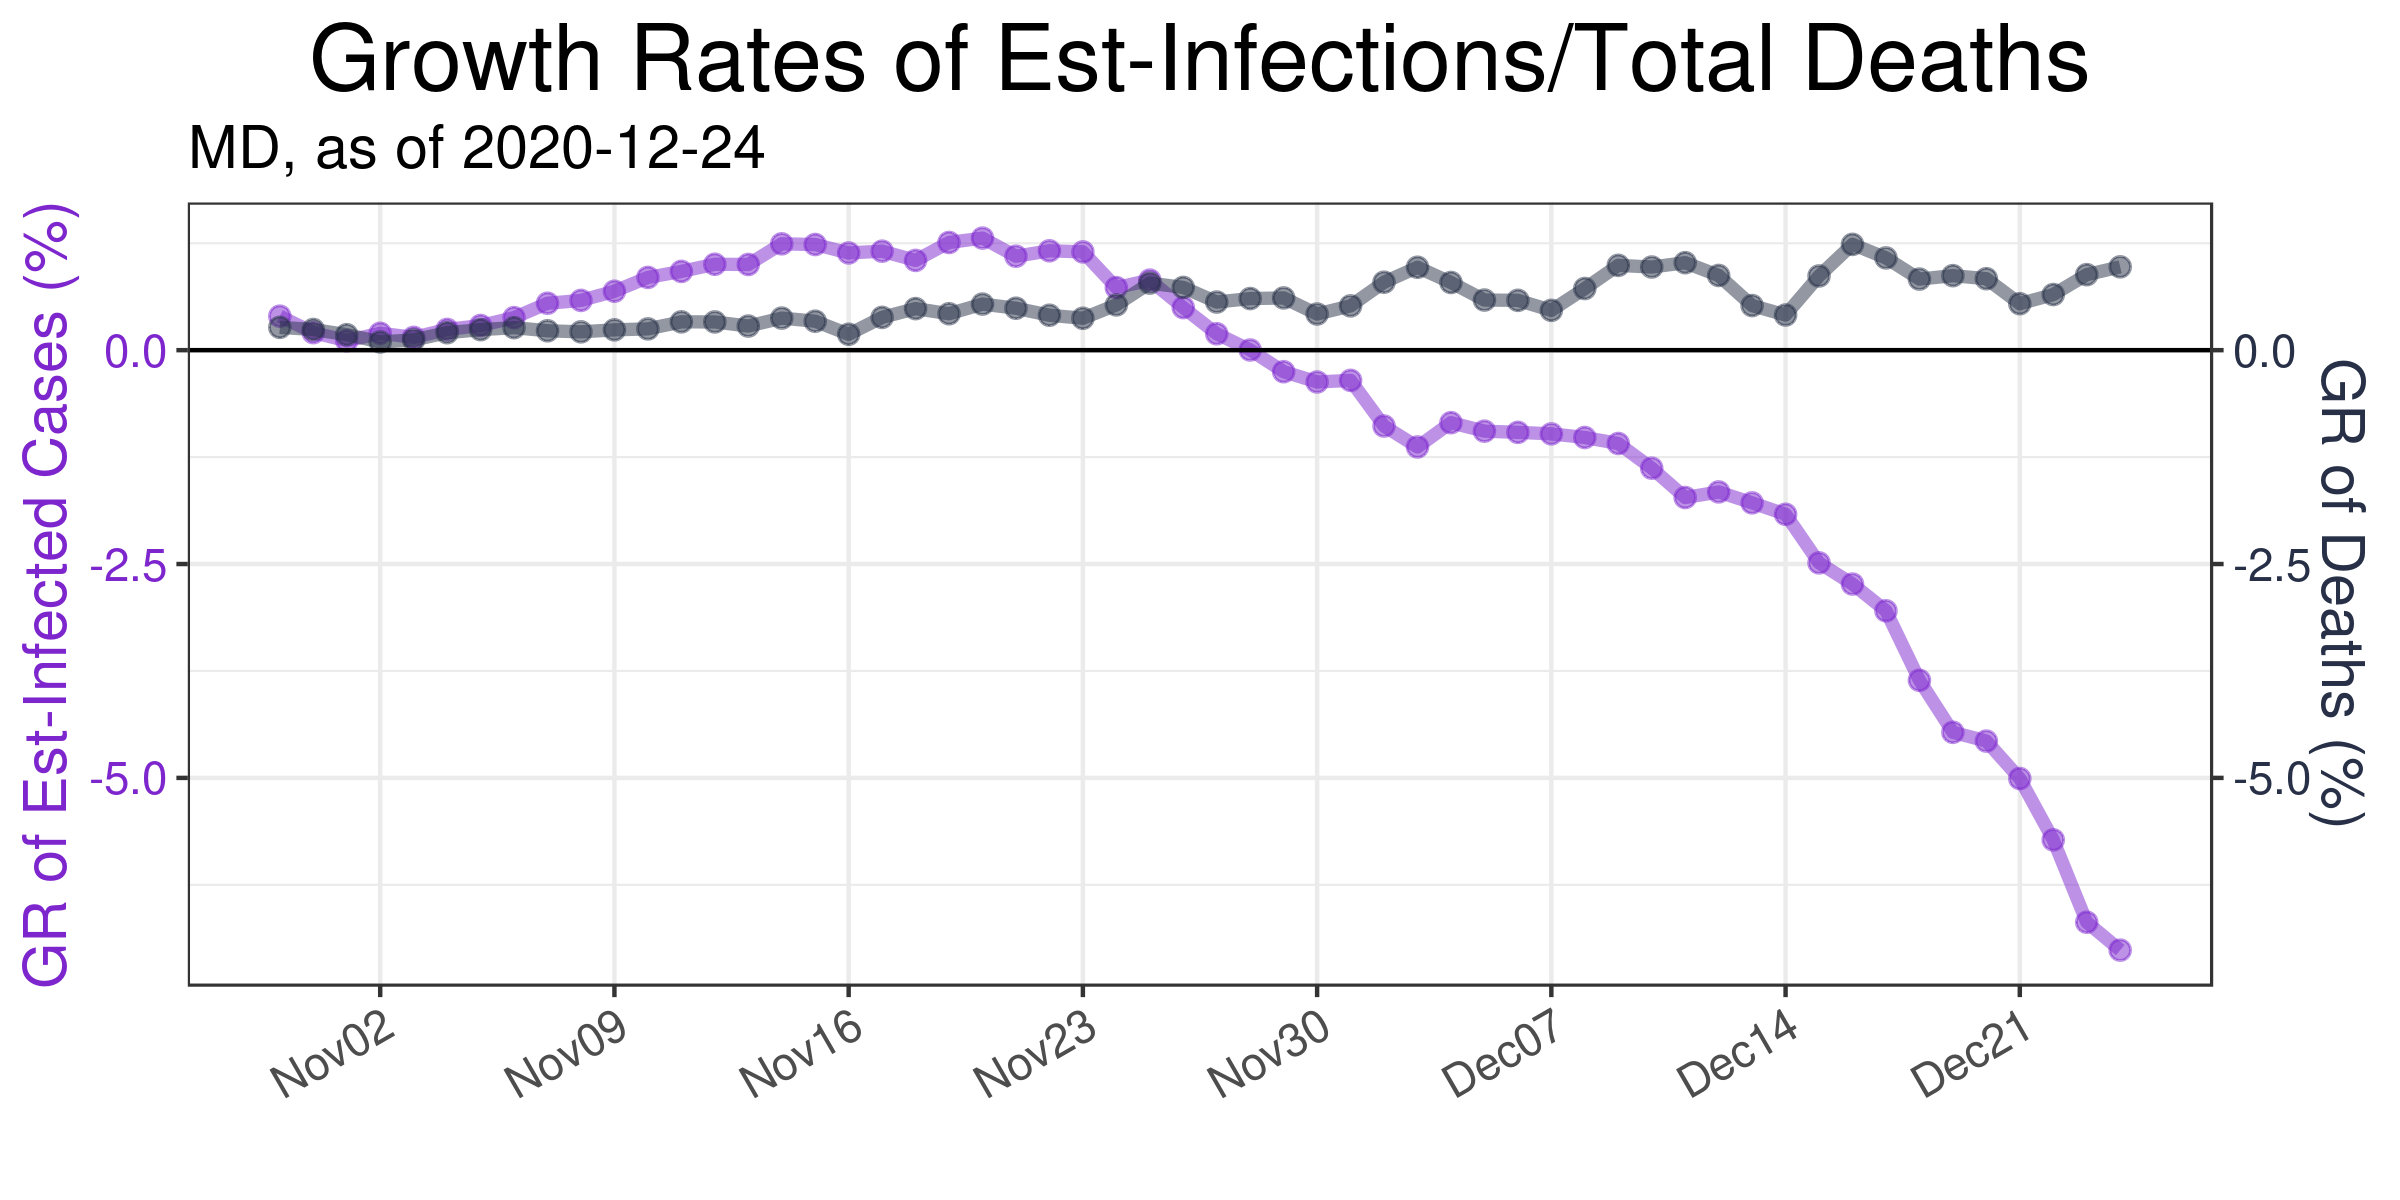 Growth Rates of Est-Infections/Total Deaths
MD, as of 2020-12-24
GR of Est-Infected Cases (%)
0.0
-2.5
-5.0
0.0
-2.5
-5.0
GR of Deaths (%)
Nov02
Nov09
Nov16
Nov23
Nov30
Dec07
Dec14
Dec21